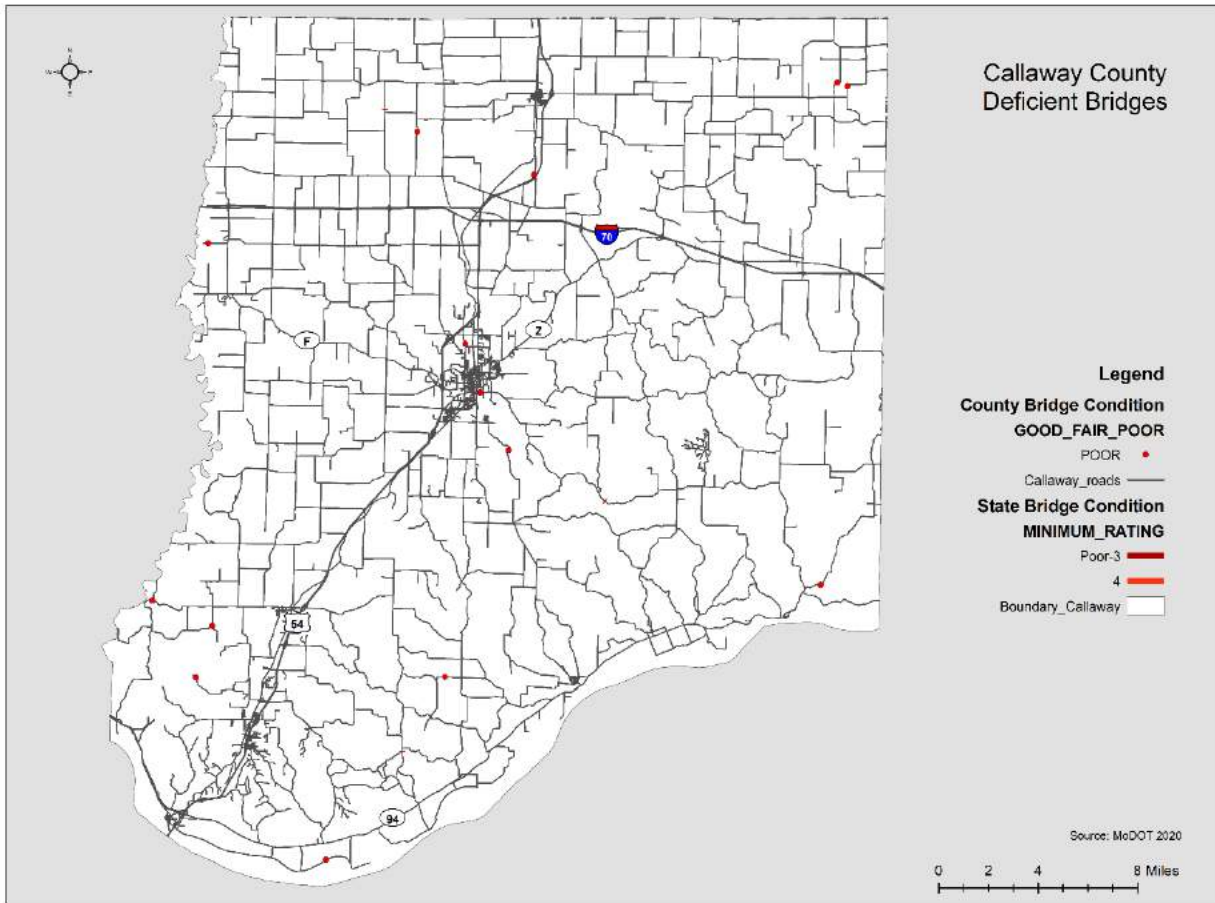 Callaway County
Deficient Bridges
N
70
Z
F
Legend
County Bridge Condition
GOOD_FAIR_POOR
POOR
Callaway_roads
State Bridge Condition
MINIMUM_RATING
Poor-3
4
Boundary_Callaway
54
94
Source: MoDOT 2020
0 2 4 8 Miles